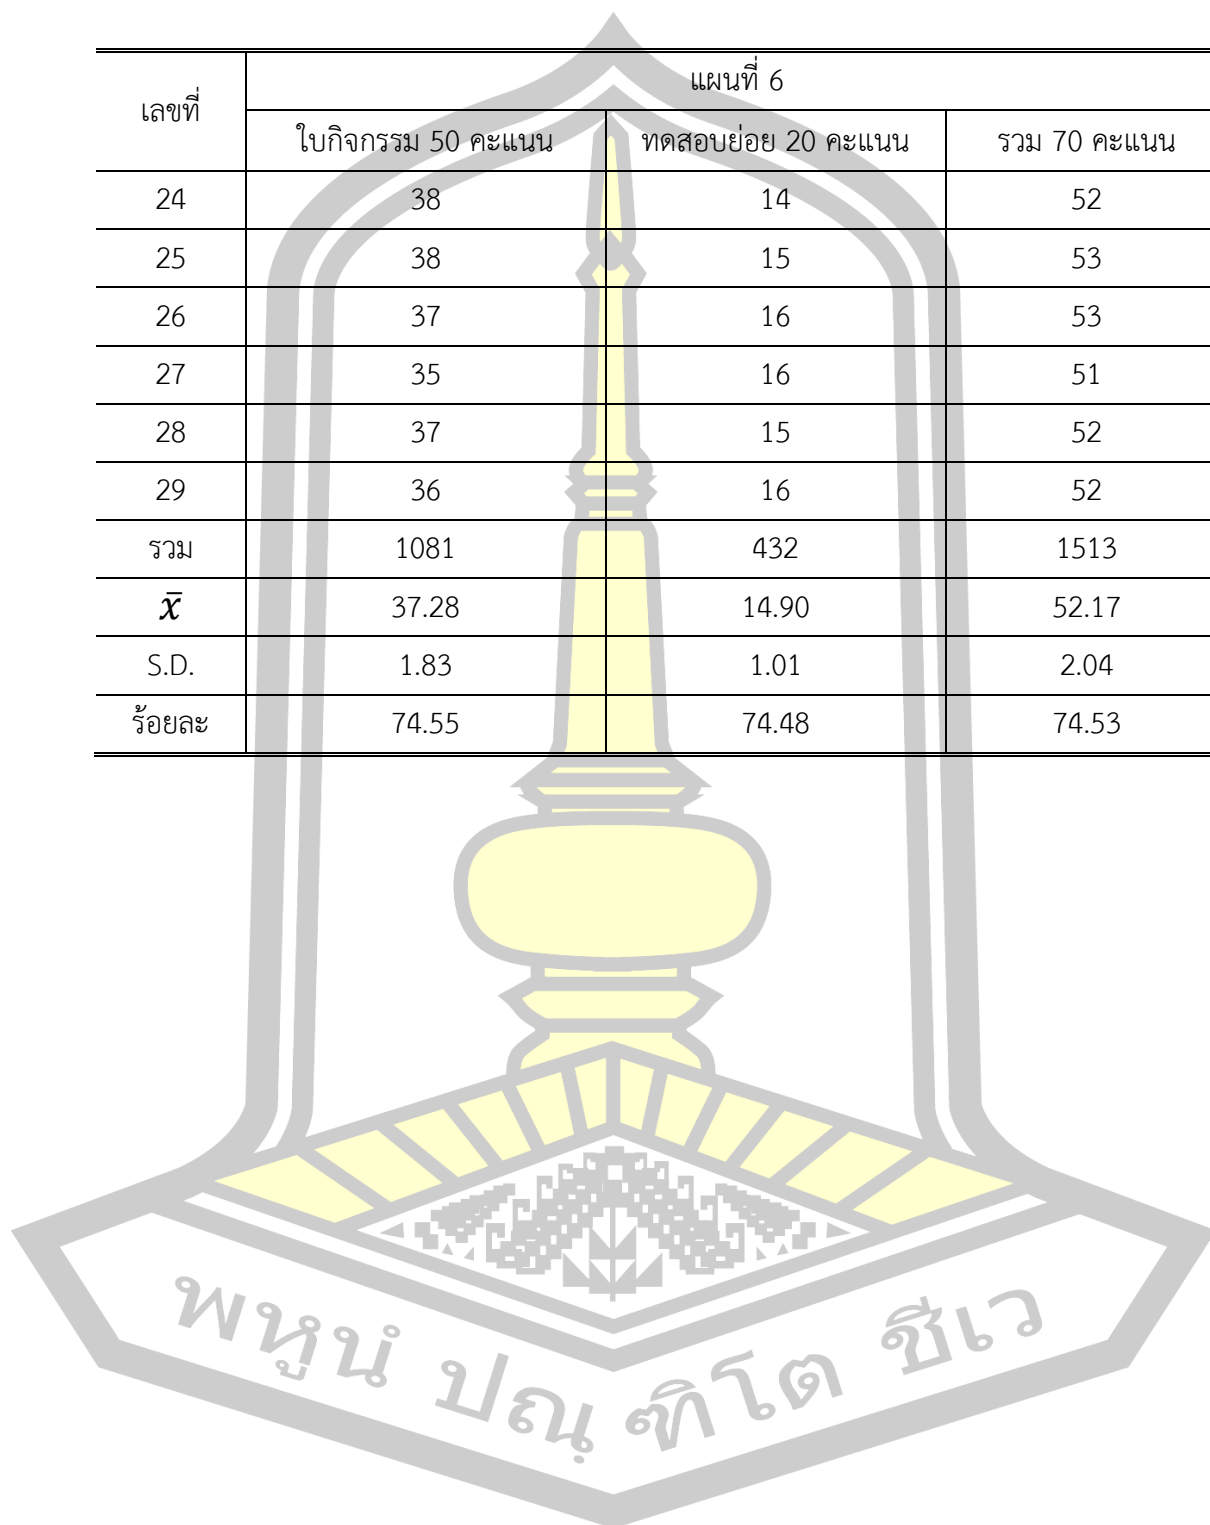 แผนที่ 6
เลขที่
ใบกิจกรรม 50 คะแนน ทดสอบย่อย 20 คะแนน รวม 70 คะแนน
24 38 14 52
25 38 15 53
26 37 16 53
27 35 16 51
28 37 15 52
29 36 16 52
รวม 1081 432 1513
x̄ 37.28 14.90 52.17
S.D. 1.83 1.01 2.04
ร้อยละ 74.55 74.48 74.53
พหูนํ ปณฺฑิโต ชีเว